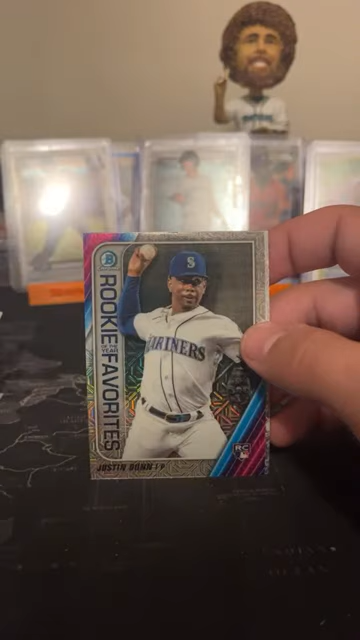 ROOKIE
OF THE
YEAR
FAVORITES
S
MARINERS
RC
JUSTIN DUNN | P